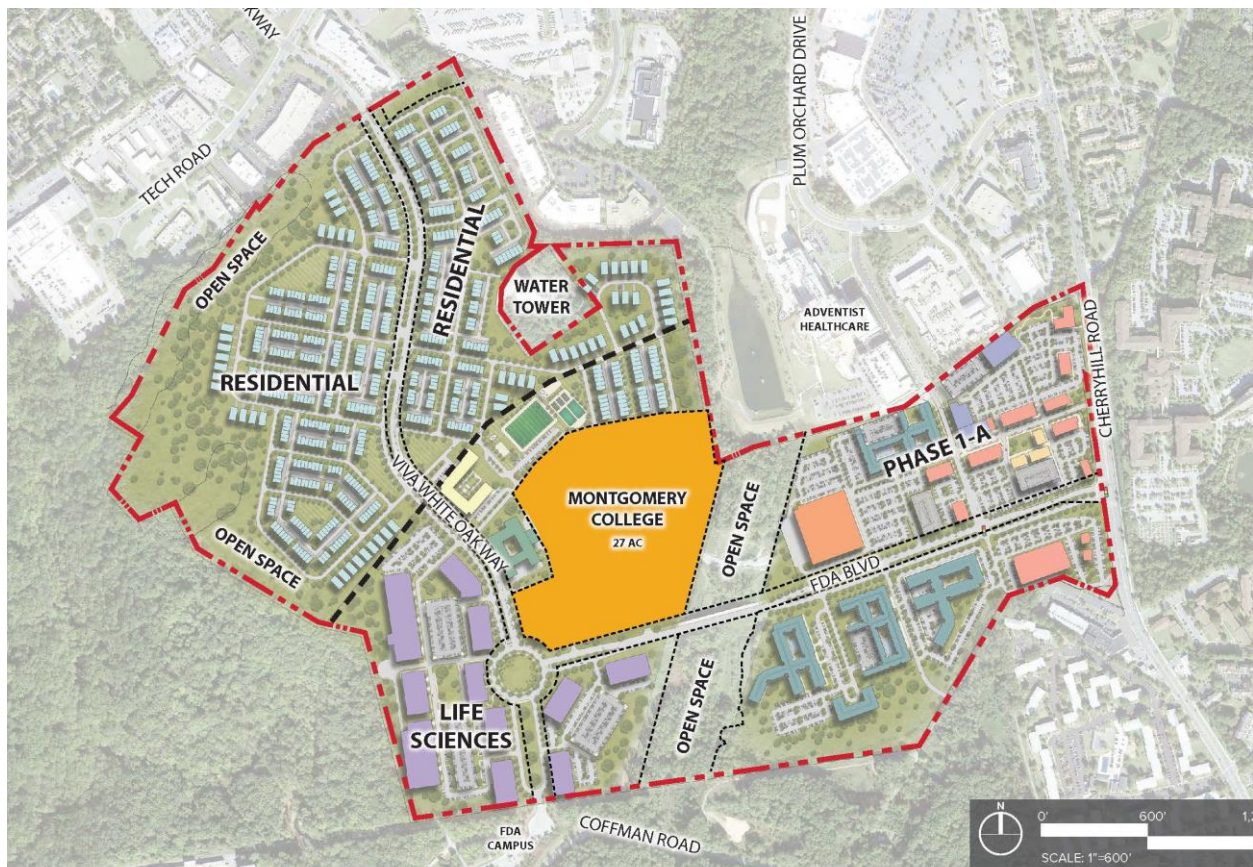 OAKWAY
TECH ROAD
PLUM ORCHARD DRIVE
OPEN SPACE
RESIDENTIAL
WATER
TOWER
ADVENTIST
HEALTHCARE
CHERRYHILL ROAD
RESIDENTIAL
PHASE 1-A
VIVA WHITE OAKWAY
MONTGOMERY
COLLEGE
27 AC
OPEN SPACE
OPEN SPACE
FDA BLVD
OPEN SPACE
LIFE
SCIENCES
FDA
CAMPUS
COFFMAN ROAD
N
0'
600'
SCALE: 1"=600'